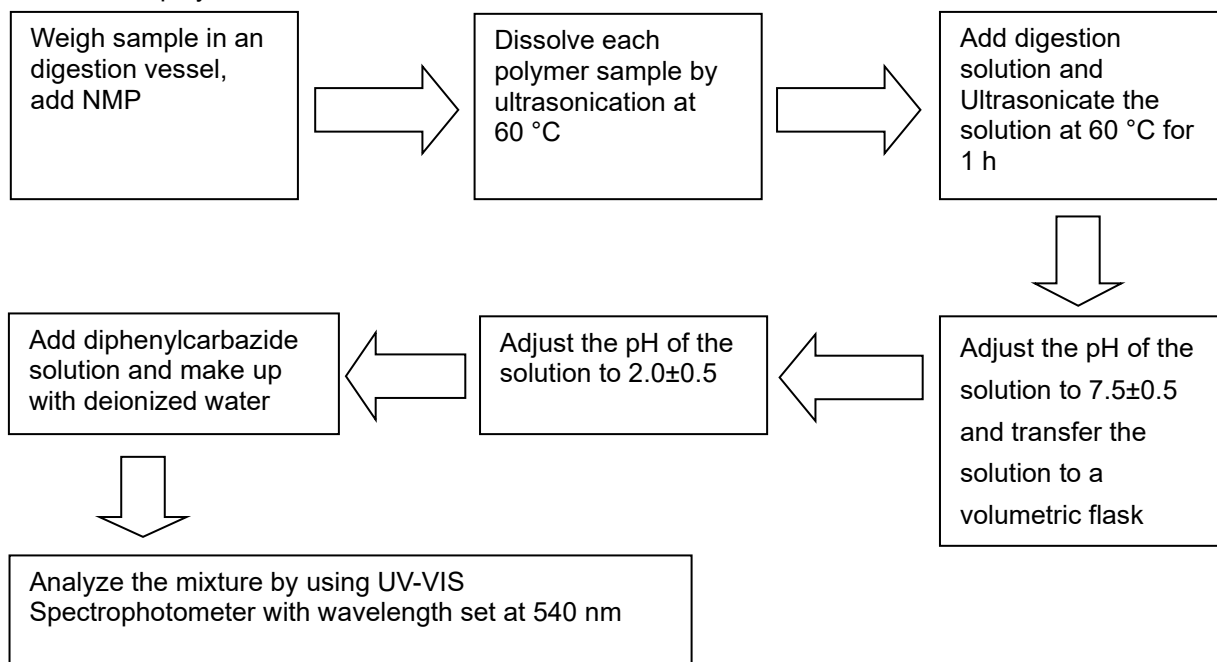 Weigh sample in an
digestion vessel,
add NMP
Dissolve each
polymer sample by
ultrasonication at
60 °C
Add digestion
solution and
Ultrasonicate the
solution at 60 °C for
1 h
Adjust the pH of the
solution to 7.5±0.5
and transfer the
solution to a
volumetric flask
Adjust the pH of the
solution to 2.0±0.5
Add diphenylcarbazide
solution and make up
with deionized water
Analyze the mixture by using UV-VIS
Spectrophotometer with wavelength set at 540 nm